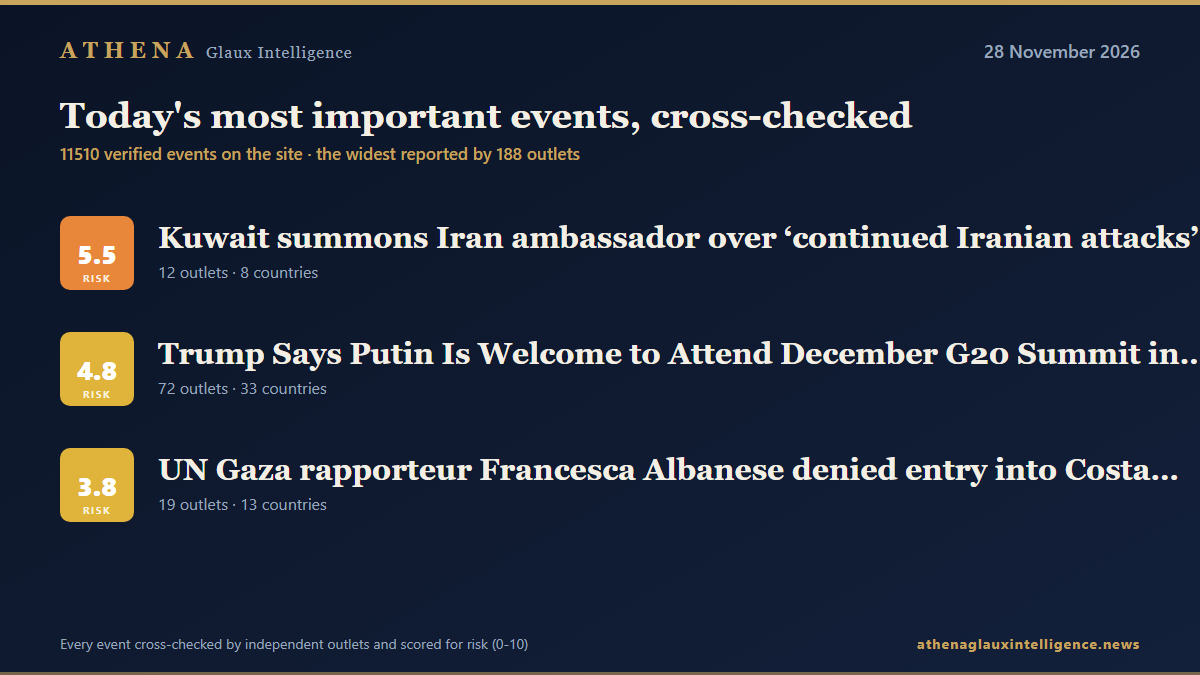 ATHENA Glaux Intelligence
28 November 2026
Today's most important events, cross-checked
11510 verified events on the site · the widest reported by 188 outlets
5.5
RISK
Kuwait summons Iran ambassador over ‘continued Iranian attacks’
12 outlets · 8 countries
4.8
RISK
Trump Says Putin Is Welcome to Attend December G20 Summit in...
72 outlets · 33 countries
3.8
RISK
UN Gaza rapporteur Francesca Albanese denied entry into Costa...
19 outlets · 13 countries
Every event cross-checked by independent outlets and scored for risk (0-10)
athenaglauxintelligence.news